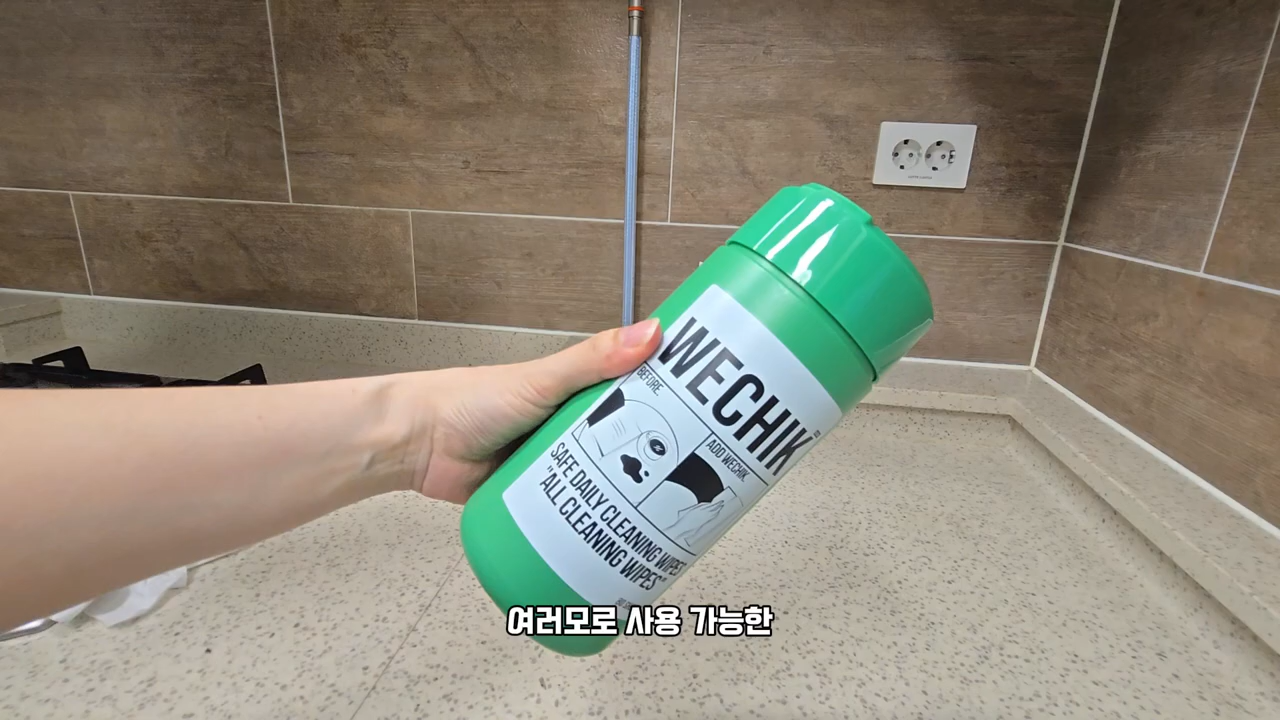 WECHIK
BEFORE
ADD WECHIK
SAFE DAILY CLEANING WIPES
"ALL CLEANING WIPES"
여러모로 사용 가능한